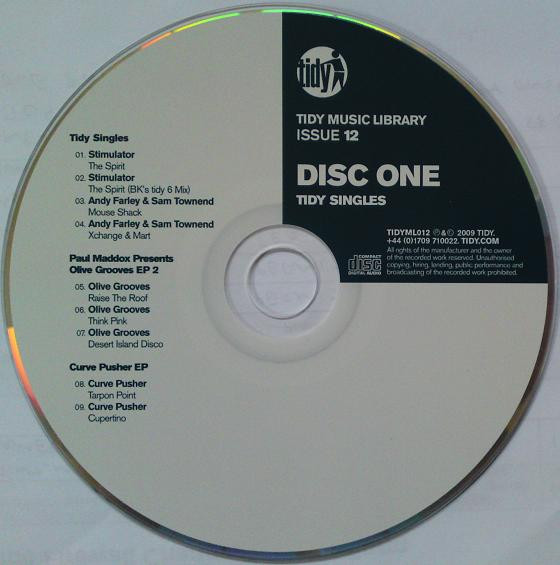 tidy
TIDY MUSIC LIBRARY
ISSUE 12
DISC ONE
TIDY SINGLES
TIDYML012 ℗&© 2009 TIDY.
+44 (0)1709 710022. TIDY.COM
All rights of the manufacturer and the owner
of the recorded work reserved. Unauthorised
copying, hiring, lending, public performance and
broadcasting of the recorded work prohibited.
COMPACT
disc
DIGITAL AUDIO
Tidy Singles
01. Stimulator
The Spirit
02. Stimulator
The Spirit (BK's tidy 6 Mix)
03. Andy Farley & Sam Townend
Mouse Shack
04. Andy Farley & Sam Townend
Xchange & Mart
Paul Maddox Presents
Olive Grooves EP 2
05. Olive Grooves
Raise The Roof
06. Olive Grooves
Think Pink
07. Olive Grooves
Desert Island Disco
Curve Pusher EP
08. Curve Pusher
Tarpon Point
09. Curve Pusher
Cupertino